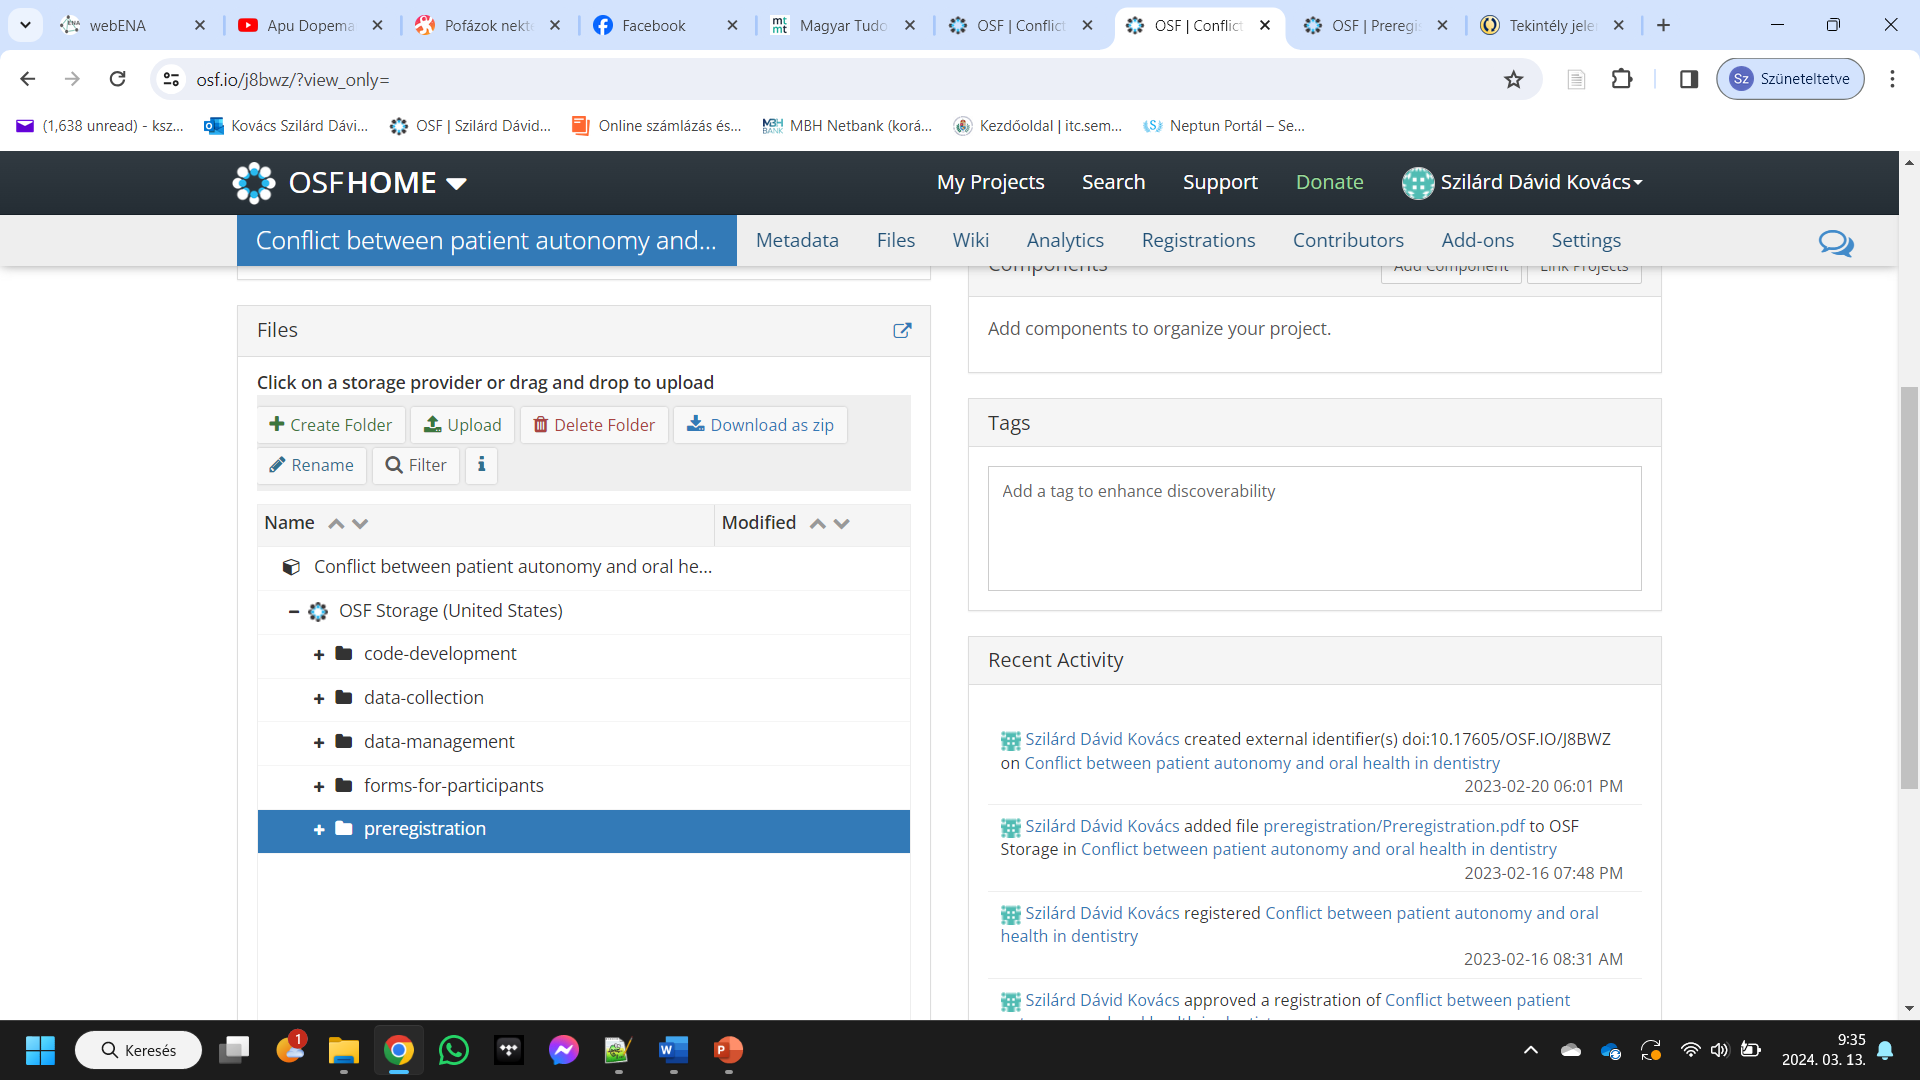 webENA
Apu Dopema
Pofázok nekte
Facebook
Magyar Tudo
OSF | Conflict
OSF | Conflict
OSF | Preregis
Tekintély jele
osf.io/j8bwz/?view_only=
Sz Szüneteltetve
(1,638 unread) - ksz...
Kovács Szilárd Dávi...
OSF | Szilárd Dávid...
Online számlázás és...
MBH BANK MBH Netbank (korá...
Kezdőoldal | itc.sem...
Neptun Portál – Se...
OSFHOME
My Projects
Search
Support
Donate
Szilárd Dávid Kovács
Conflict between patient autonomy and...
Metadata
Files
Wiki
Analytics
Registrations
Contributors
Add-ons
Settings
Components
Add Component
Link Projects
Add components to organize your project.
Files
Click on a storage provider or drag and drop to upload
Create Folder
Upload
Delete Folder
Download as zip
Rename
Filter
i
Name
Modified
Conflict between patient autonomy and oral he...
OSF Storage (United States)
code-development
data-collection
data-management
forms-for-participants
preregistration
Tags
Add a tag to enhance discoverability
Recent Activity
Szilárd Dávid Kovács created external identifier(s) doi:10.17605/OSF.IO/J8BWZ
on Conflict between patient autonomy and oral health in dentistry
2023-02-20 06:01 PM
Szilárd Dávid Kovács added file preregistration/Preregistration.pdf to OSF
Storage in Conflict between patient autonomy and oral health in dentistry
2023-02-16 07:48 PM
Szilárd Dávid Kovács registered Conflict between patient autonomy and oral
health in dentistry
2023-02-16 08:31 AM
Szilárd Dávid Kovács approved a registration of Conflict between patient
Keresés
1
9:35
2024. 03. 13.